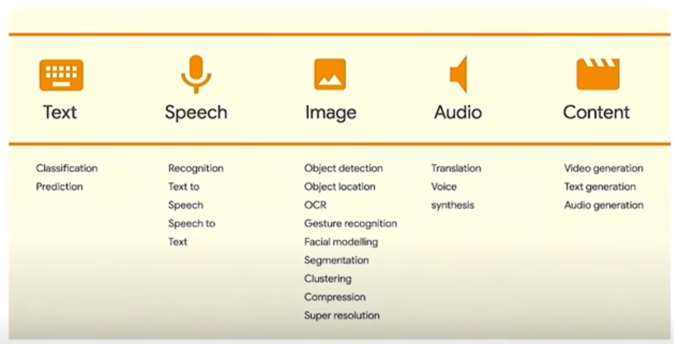 Text
Speech
Image
Audio
Content
Classification
Prediction
Recognition
Text to
Speech
Speech to
Text
Object detection
Object location
OCR
Gesture recognition
Facial modelling
Segmentation
Clustering
Compression
Super resolution
Translation
Voice
synthesis
Video generation
Text generation
Audio generation